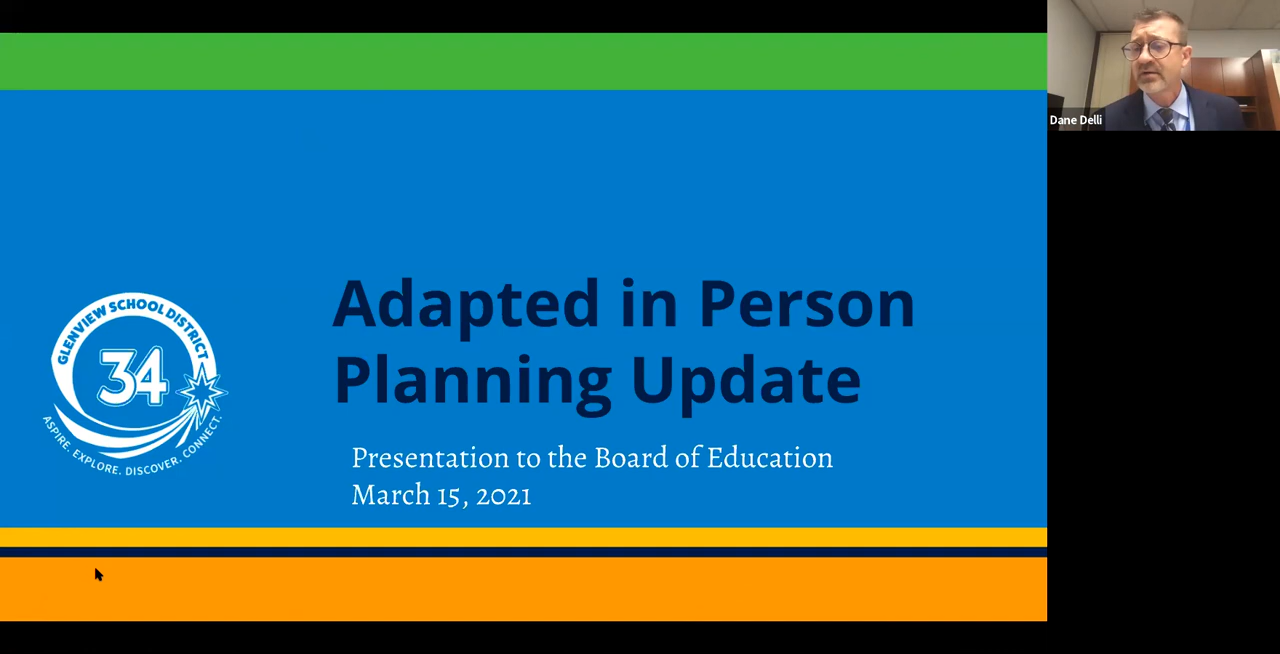 Dane Delli
Adapted in Person
Planning Update
GLENVIEW SCHOOL DISTRICT
34
ASPIRE. EXPLORE. DISCOVER. CONNECT.
Presentation to the Board of Education
March 15, 2021